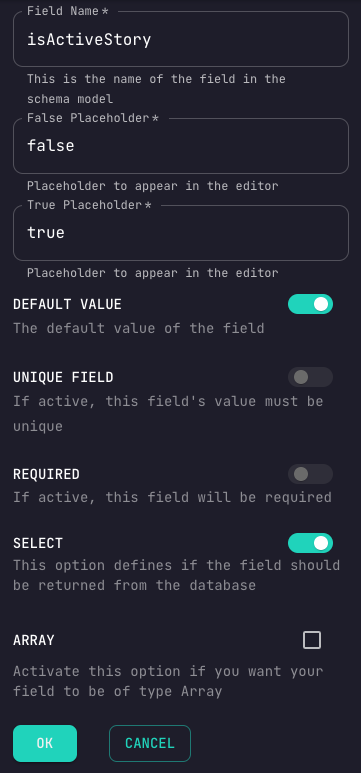 Field Name*
isActiveStory
This is the name of the field in the
schema model
False Placeholder*
false
Placeholder to appear in the editor
True Placeholder*
true
Placeholder to appear in the editor
DEFAULT VALUE
The default value of the field
UNIQUE FIELD
If active, this field's value must be
unique
REQUIRED
If active, this field will be required
SELECT
This option defines if the field should
be returned from the database
ARRAY
Activate this option if you want your
field to be of type Array
OK
CANCEL